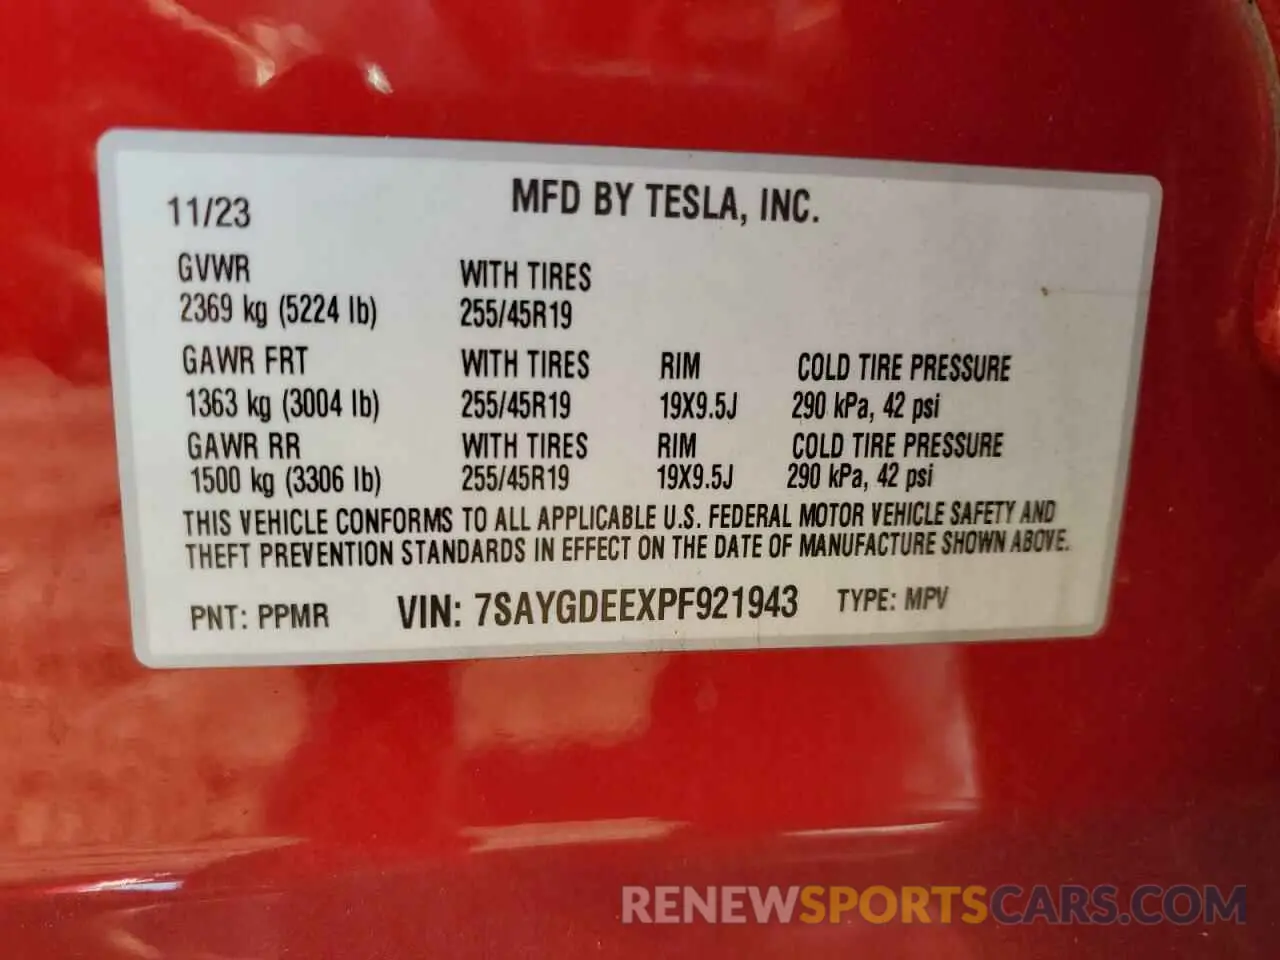 11/23 MFD BY TESLA, INC.
GVWR WITH TIRES
2369 kg (5224 lb) 255/45R19
GAWR FRT WITH TIRES RIM COLD TIRE PRESSURE
1363 kg (3004 lb) 255/45R19 19X9.5J 290 kPa, 42 psi
GAWR RR WITH TIRES RIM COLD TIRE PRESSURE
1500 kg (3306 lb) 255/45R19 19X9.5J 290 kPa, 42 psi
THIS VEHICLE CONFORMS TO ALL APPLICABLE U.S. FEDERAL MOTOR VEHICLE SAFETY AND
THEFT PREVENTION STANDARDS IN EFFECT ON THE DATE OF MANUFACTURE SHOWN ABOVE.
PNT: PPMR VIN: 7SAYGDEEXPF921943 TYPE: MPV
RENEWSPORTSCARS.COM